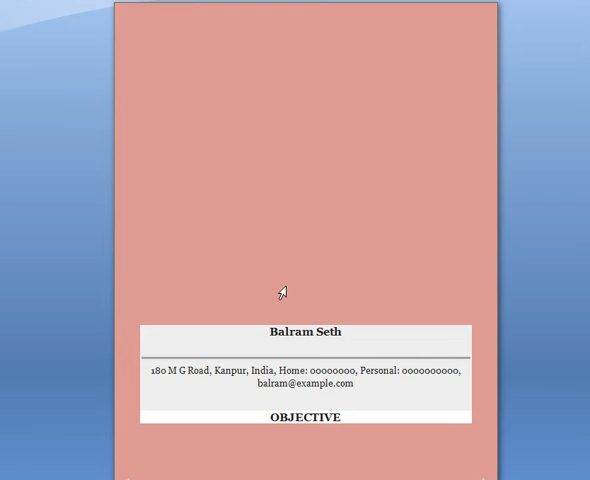 Balram Seth
180 M G Road, Kanpur, India, Home: 00000000, Personal: 0000000000,
balram@example.com
OBJECTIVE